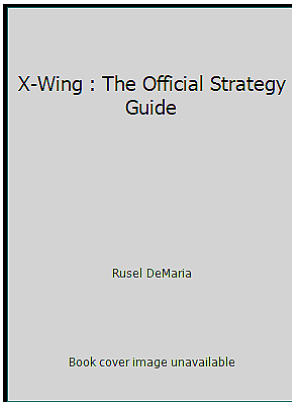 X-Wing : The Official Strategy
Guide
Rusel DeMaria
Book cover image unavailable